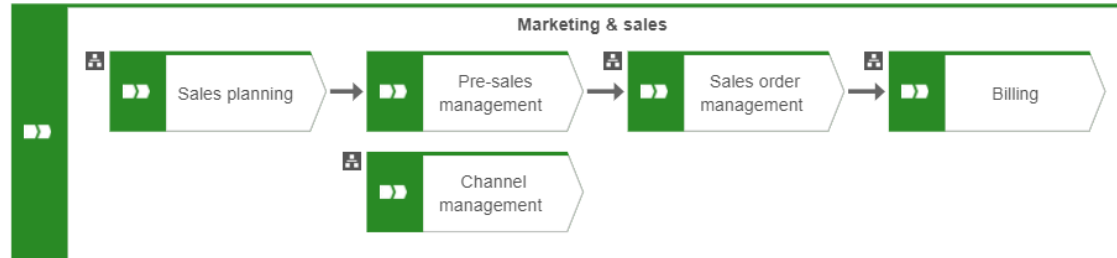 Marketing & sales
Sales planning
Pre-sales
management
Sales order
management
Billing
Channel
management